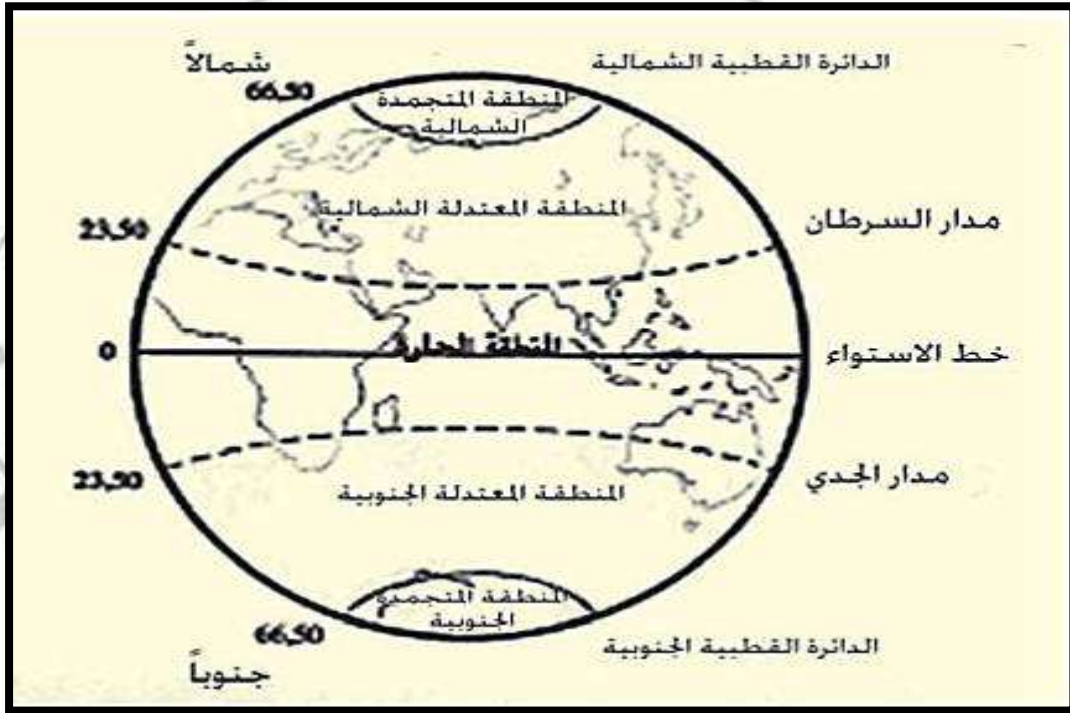 الدائرة القطبية الشمالية
شمالاً
66,50
المنطقة المتجمدة
الشمالية
المنطقة المعتدلة الشمالية
مدار السرطان
23,50
المنطقة الحارة
خط الاستواء
0
مدار الجدي
23,50
المنطقة المعتدلة الجنوبية
المنطقة المتجمدة
الجنوبية
66,50
الدائرة القطبية الجنوبية
جنوباً